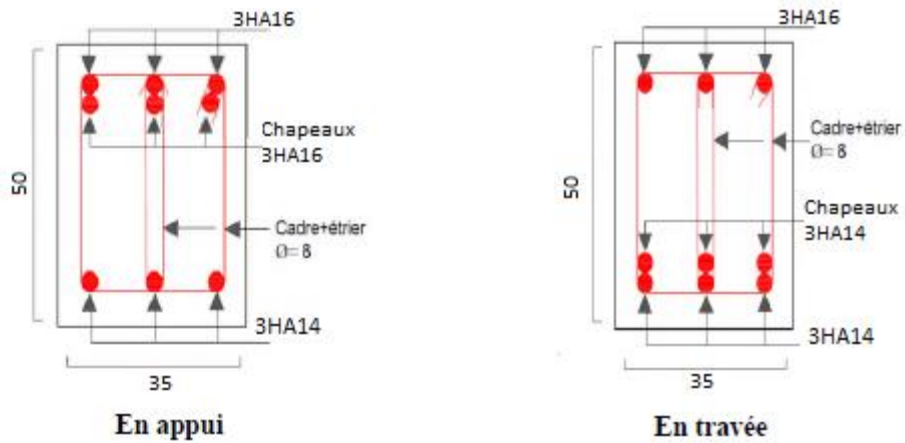 3HA16
Chapeaux
3HA16
50
Cadre+étrier
Ø= 8
3HA14
35
En appui
3HA16
Cadre+étrier
Ø= 8
50
Chapeaux
3HA14
3HA14
35
En travée